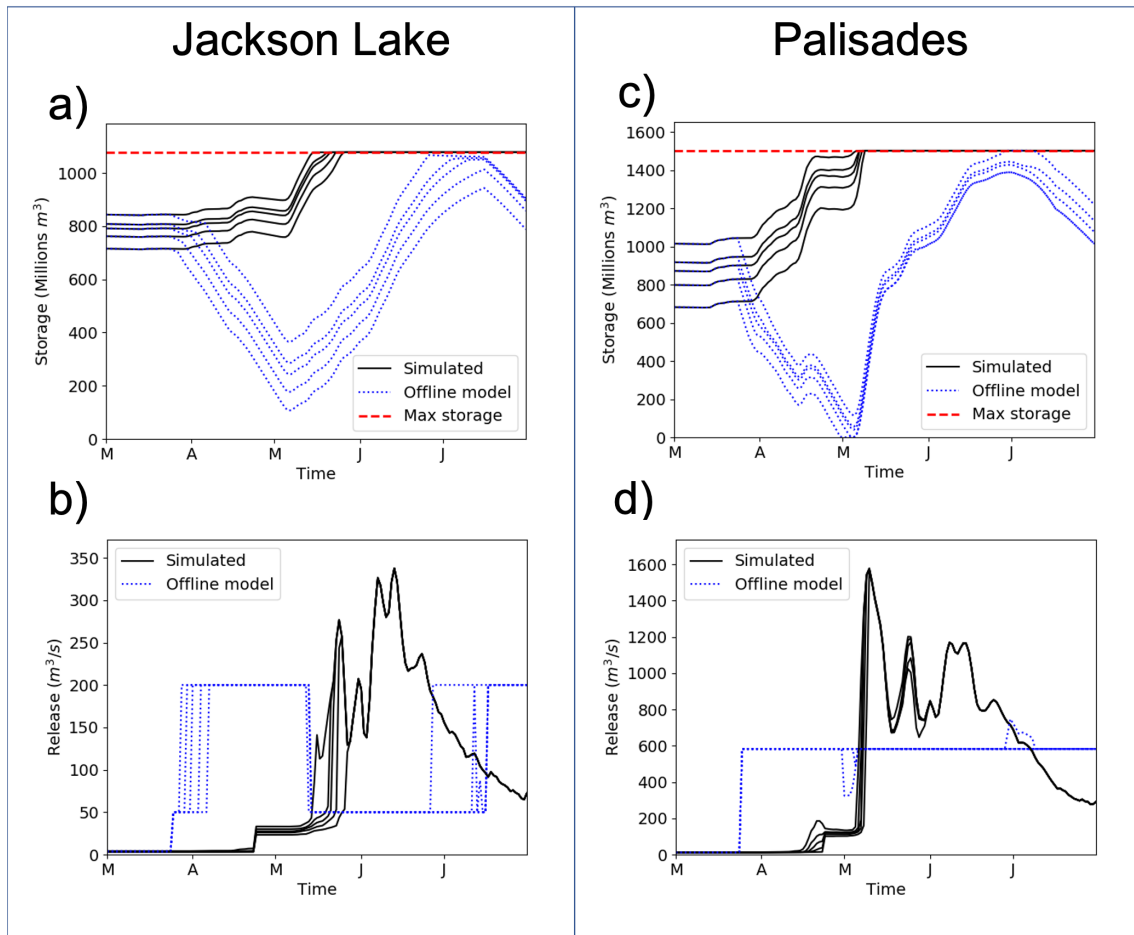 Jackson Lake
Palisades
a)
1000
800
600
400
200
0
Storage (Millions m³)
Simulated
Offline model
Max storage
M A M J J
Time
c)
1600
1400
1200
1000
800
600
400
200
0
Storage (Millions m³)
Simulated
Offline model
Max storage
M A M J J
Time
b)
350
300
250
200
150
100
50
0
Release (m³/s)
Simulated
Offline model
M A M J J
Time
d)
1600
1400
1200
1000
800
600
400
200
0
Release (m³/s)
Simulated
Offline model
M A M J J
Time